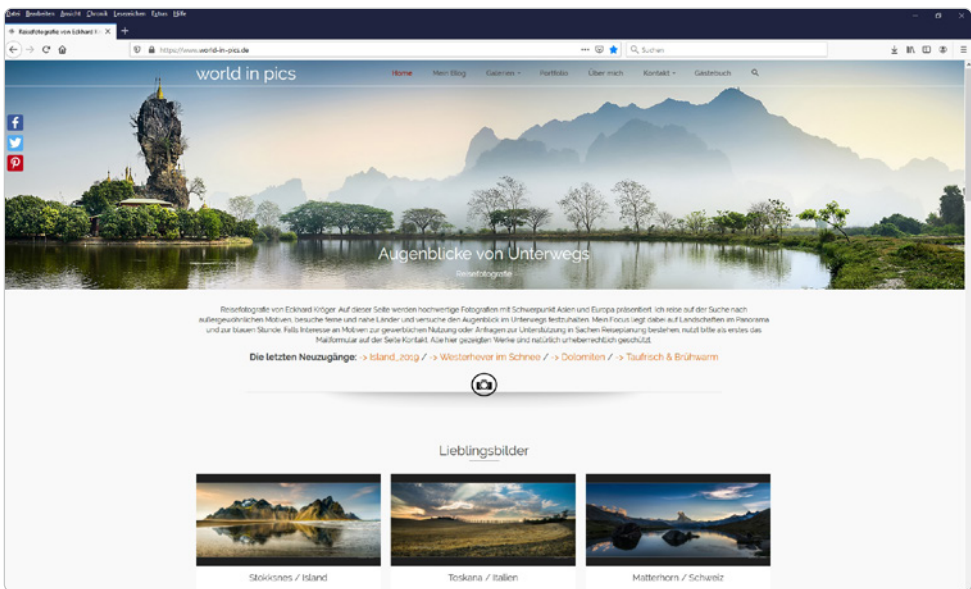 Datei Bearbeiten Ansicht Chronik Lesezeichen Extras Hilfe
Reisefotografie von Eckhard Kr
https://www.world-in-pics.de
Suchen
world in pics
Home Mein Blog Galerien Portfolio Über mich Kontakt Gästebuch
Augenblicke von Unterwegs
Reisefotografie
Reisefotografie von Eckhard Kröger. Auf dieser Seite werden hochwertige Fotografien mit Schwerpunkt Asien und Europa präsentiert. Ich reise auf der Suche nach
außergewöhnlichen Motiven, besuche ferne und nahe Länder und versuche den Augenblick im Unterwegs festzuhalten. Mein Focus liegt dabei auf Landschaften im Panorama
und zur blauen Stunde. Falls Interesse an Motiven zur gewerblichen Nutzung oder Anfragen zur Unterstützung in Sachen Reiseplanung bestehen, nutzt bitte als erstes das
Mailformular auf der Seite Kontakt. Alle hier gezeigten Werke sind natürlich urheberrechtlich geschützt.
Die letzten Neuzugänge: -> Island_2019 / -> Westerhever im Schnee / -> Dolomiten / -> Taufrisch & Brühwarm
Lieblingsbilder
Stokksnes / Island
Toskana / Italien
Matterhorn / Schweiz